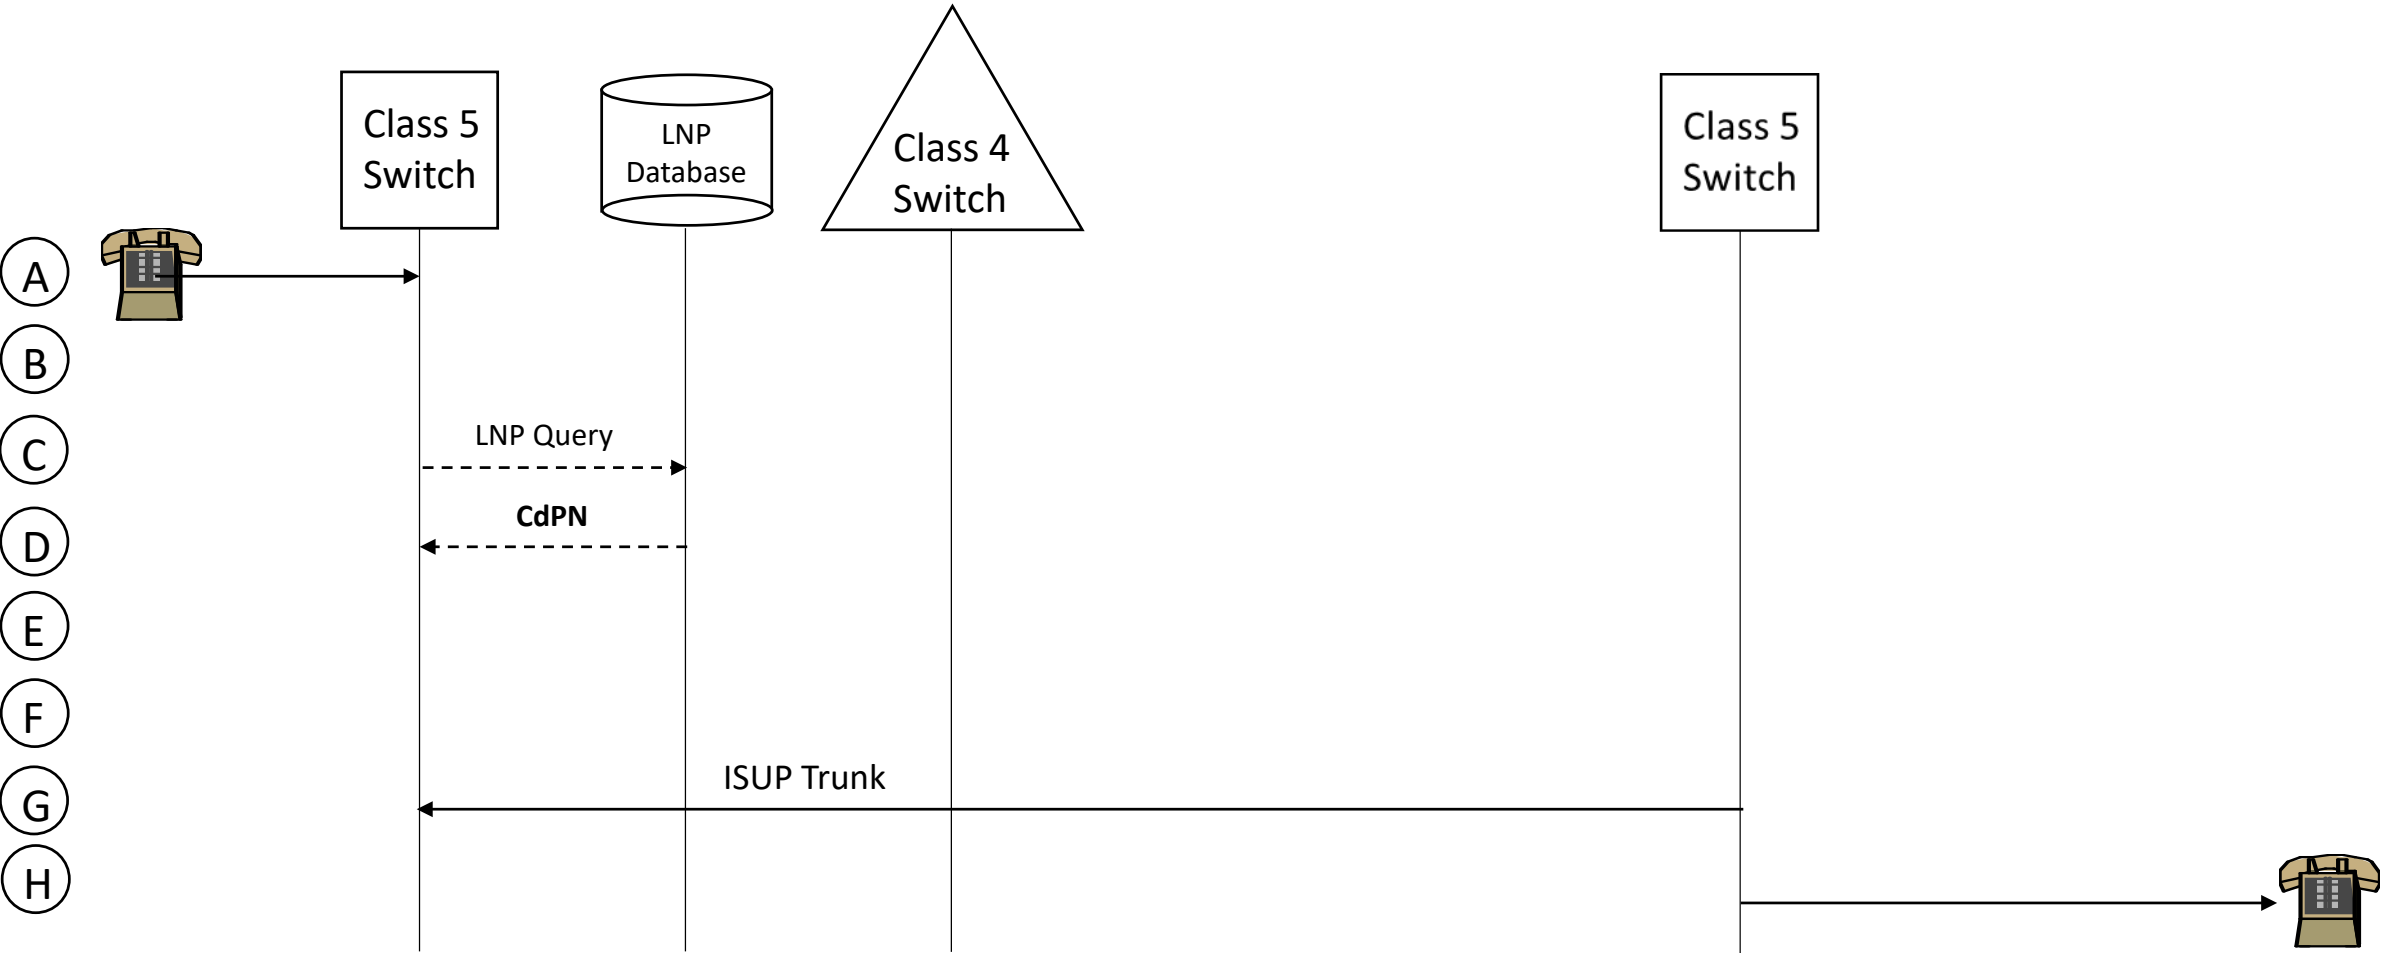 Class 5
Switch
LNP
Database
Class 4
Switch
Class 5
Switch
A
B
C
LNP Query
D
CdPN
E
F
G
ISUP Trunk
H